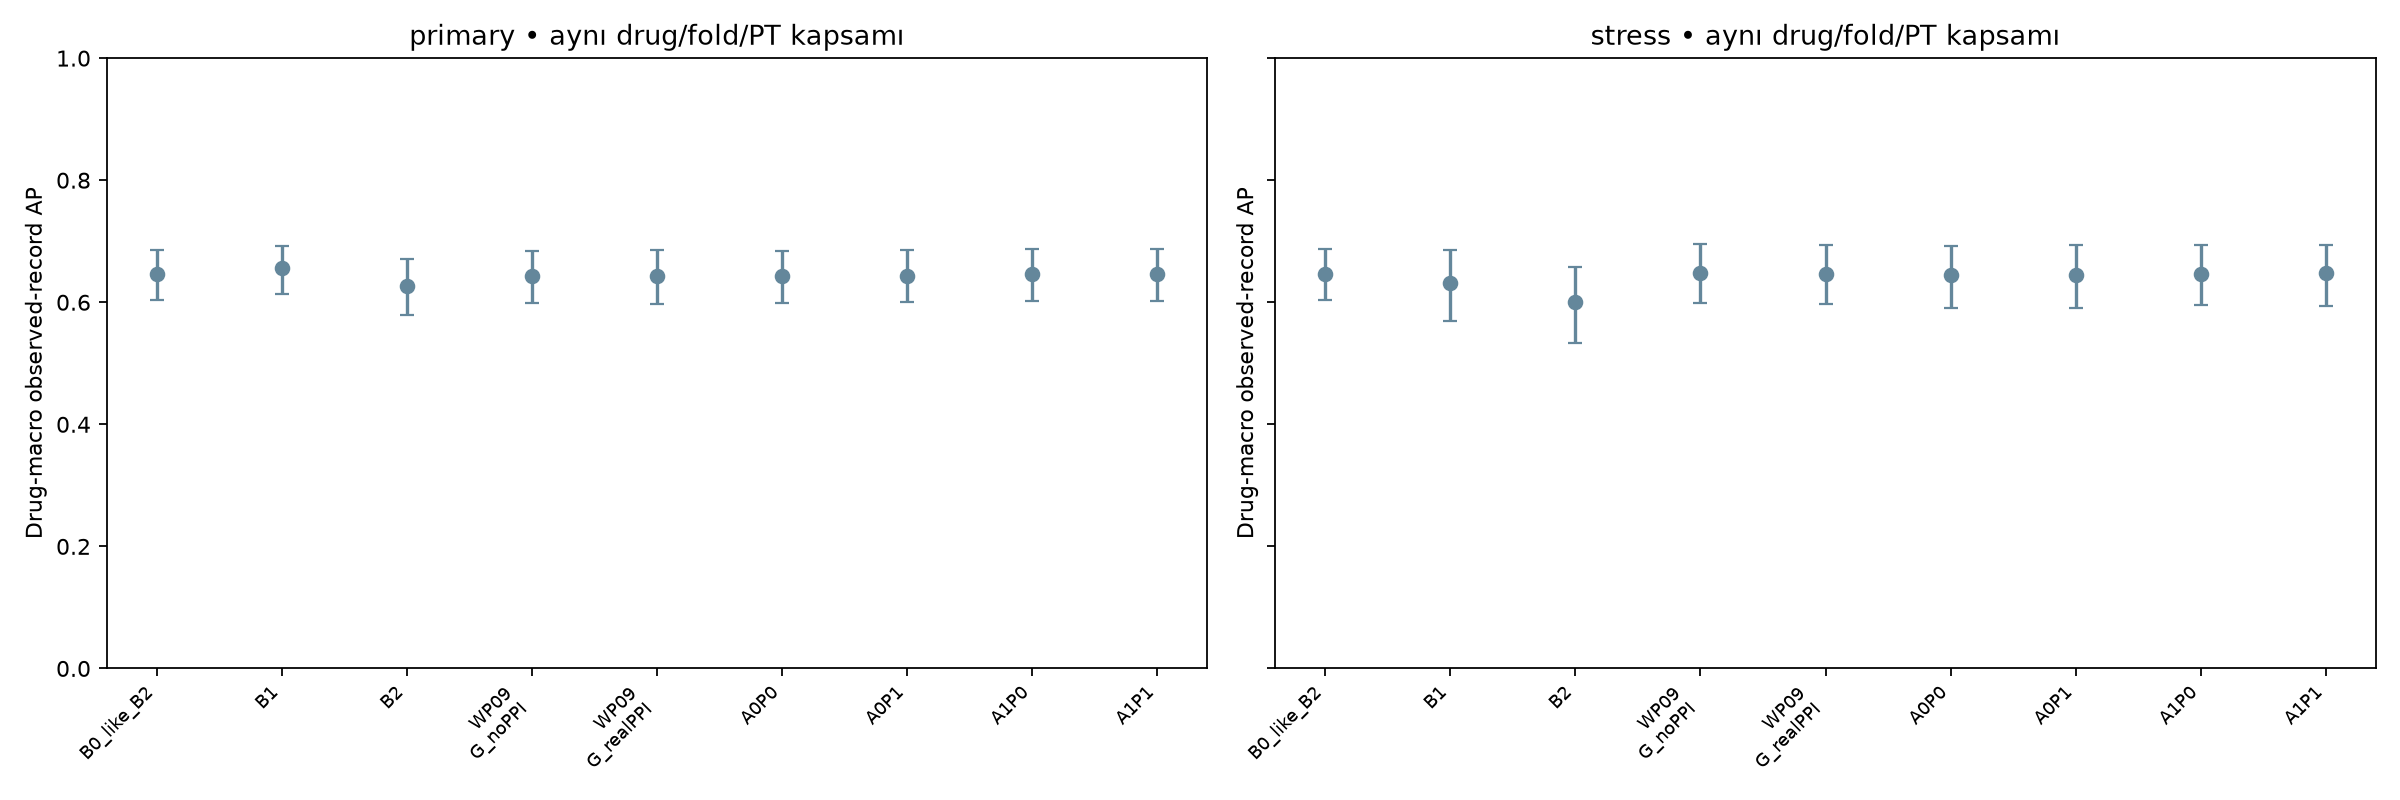 primary • aynı drug/fold/PT kapsamı
Drug-macro observed-record AP
1.0
0.8
0.6
0.4
0.2
0.0
B0_like_B2
B1
B2
WP09
G_noPPI
WP09
G_realPPI
A0P0
A0P1
A1P0
A1P1
stress • aynı drug/fold/PT kapsamı
Drug-macro observed-record AP
B0_like_B2
B1
B2
WP09
G_noPPI
WP09
G_realPPI
A0P0
A0P1
A1P0
A1P1